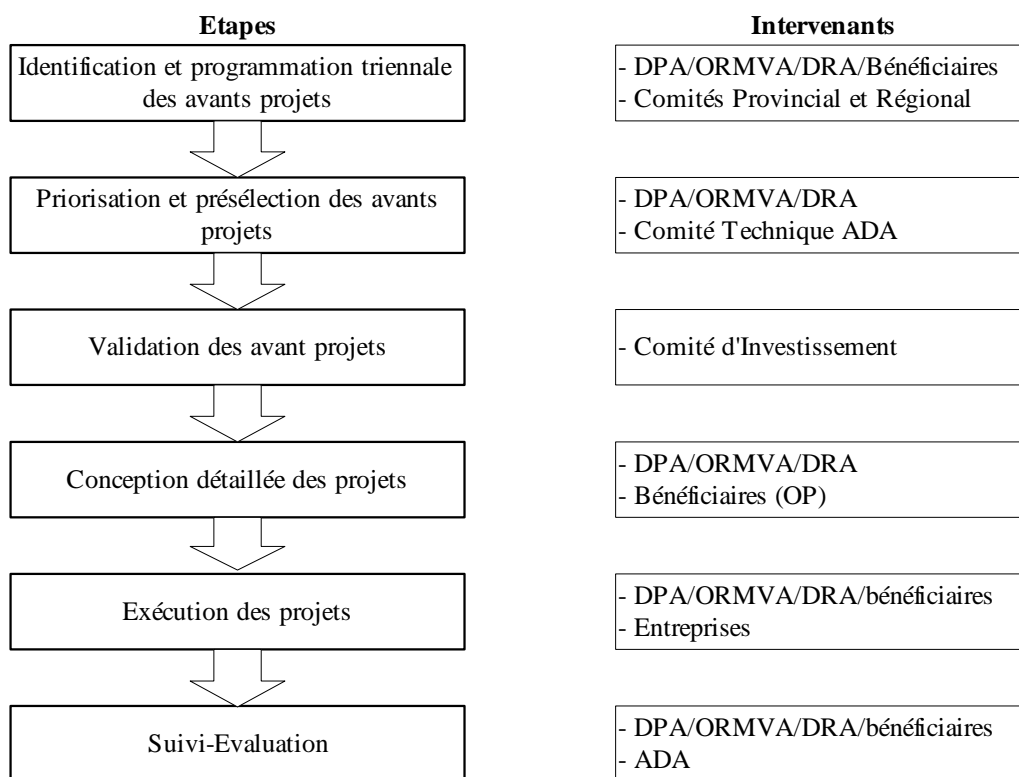 Etapes
Intervenants
Identification et programmation triennale
des avants projets
- DPA/ORMVA/DRA/Bénéficiaires
- Comités Provincial et Régional
Priorisation et présélection des avants
projets
- DPA/ORMVA/DRA
- Comité Technique ADA
Validation des avant projets
- Comité d'Investissement
Conception détaillée des projets
- DPA/ORMVA/DRA
- Bénéficiaires (OP)
Exécution des projets
- DPA/ORMVA/DRA/bénéficiaires
- Entreprises
Suivi-Evaluation
- DPA/ORMVA/DRA/bénéficiaires
- ADA